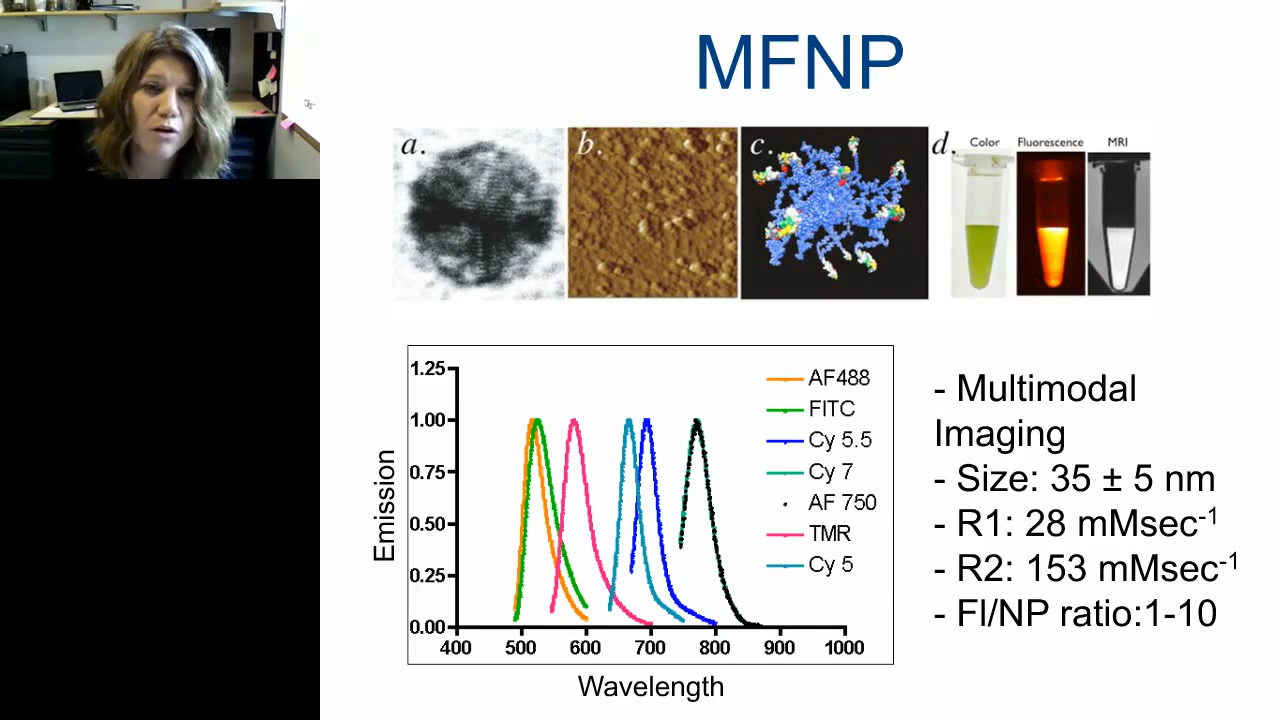 MFNP
a.
b.
c.
d.
Color
Fluorescence
MRI
1.25
1.00
0.75
0.50
0.25
0.00
400 500 600 700 800 900 1000
Emission
Wavelength
AF488
FITC
Cy 5.5
Cy 7
AF 750
TMR
Cy 5
- Multimodal
Imaging
- Size: 35 ± 5 nm
- R1: 28 mMsec-1
- R2: 153 mMsec-1
- Fl/NP ratio:1-10